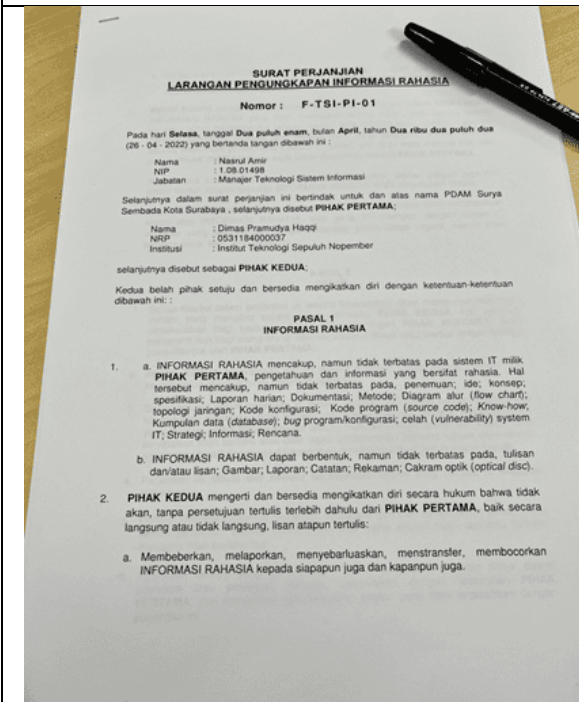 SURAT PERJANJIAN
LARANGAN PENGUNGKAPAN INFORMASI RAHASIA
Nomor : F-TSI-PI-01
Pada hari Selasa, tanggal Dua puluh enam, bulan April, tahun Dua ribu dua puluh dua
(26 - 04 - 2022) yang bertanda tangan dibawah ini :
Nama : Nasrul Amir
NIP : 1.08.01498
Jabatan : Manajer Teknologi Sistem Informasi
Selanjutnya dalam surat perjanjian ini bertindak untuk dan atas nama PDAM Surya
Sembada Kota Surabaya , selanjutnya disebut PIHAK PERTAMA;
Nama : Dimas Pramudya Haqqi
NRP : 0531184000037
Institusi : Institut Teknologi Sepuluh Nopember
selanjutnya disebut sebagai PIHAK KEDUA;
Kedua belah pihak setuju dan bersedia mengikatkan diri dengan ketentuan-ketentuan
dibawah ini: :
PASAL 1
INFORMASI RAHASIA
1. a. INFORMASI RAHASIA mencakup, namun tidak terbatas pada sistem IT milik
PIHAK PERTAMA, pengetahuan dan informasi yang bersifat rahasia. Hal
tersebut mencakup, namun tidak terbatas pada, penemuan; ide; konsep;
spesifikasi; Laporan harian; Dokumentasi; Metode; Diagram alur (flow chart);
topologi jaringan; Kode konfigurasi; Kode program (source code); Know-how;
Kumpulan data (database); bug program/konfigurasi; celah (vulnerability) system
IT; Strategi; Informasi; Rencana.
b. INFORMASI RAHASIA dapat berbentuk, namun tidak terbatas pada, tulisan
dan/atau lisan; Gambar; Laporan; Catatan; Rekaman; Cakram optik (optical disc).
2. PIHAK KEDUA mengerti dan bersedia mengikatkan diri secara hukum bahwa tidak
akan, tanpa persetujuan tertulis terlebih dahulu dari PIHAK PERTAMA, baik secara
langsung atau tidak langsung, lisan atapun tertulis:
a. Membeberkan, melaporkan, menyebarluaskan, menstransfer, membocorkan
INFORMASI RAHASIA kepada siapapun juga dan kapanpun juga.